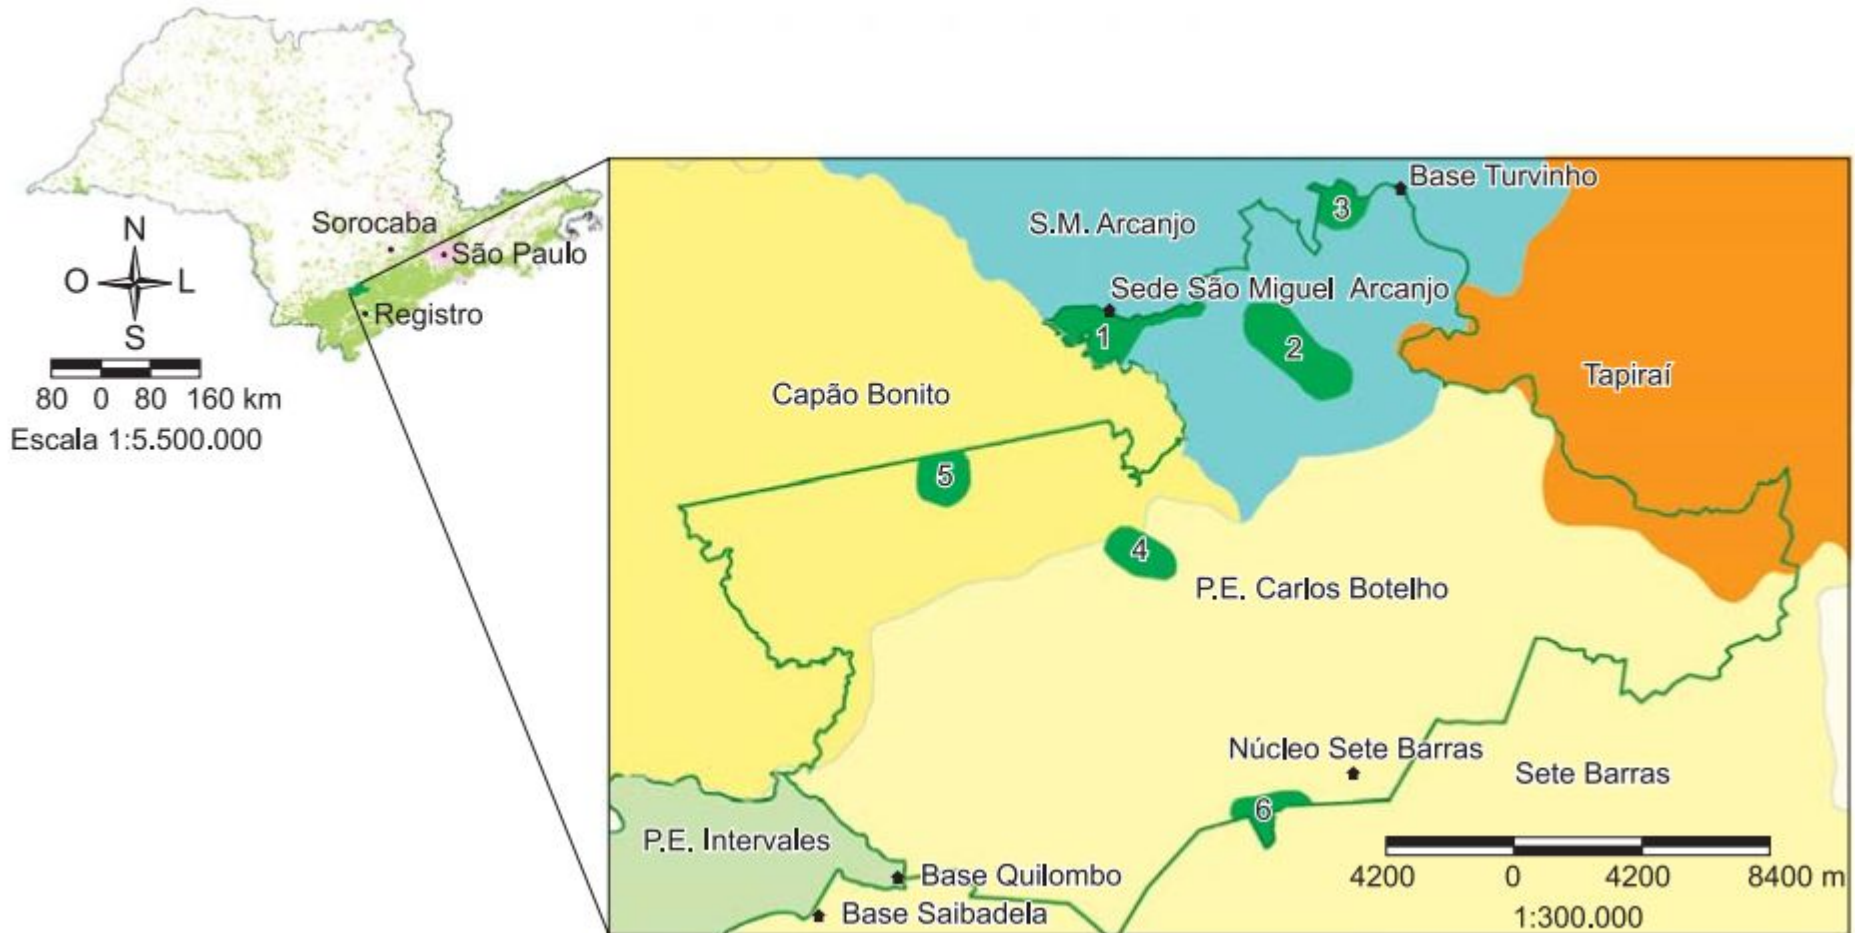 Sorocaba
N
São Paulo
O
L
S
Registro
80 0 80 160 km
Escala 1:5.500.000
Base Turvinho
3
S.M. Arcanjo
Sede São Miguel Arcanjo
1
2
Tapiraí
Capão Bonito
5
4
P.E. Carlos Botelho
Núcleo Sete Barras
Sete Barras
6
P.E. Intervales
Base Quilombo
4200 0 4200 8400 m
Base Saibadela
1:300.000